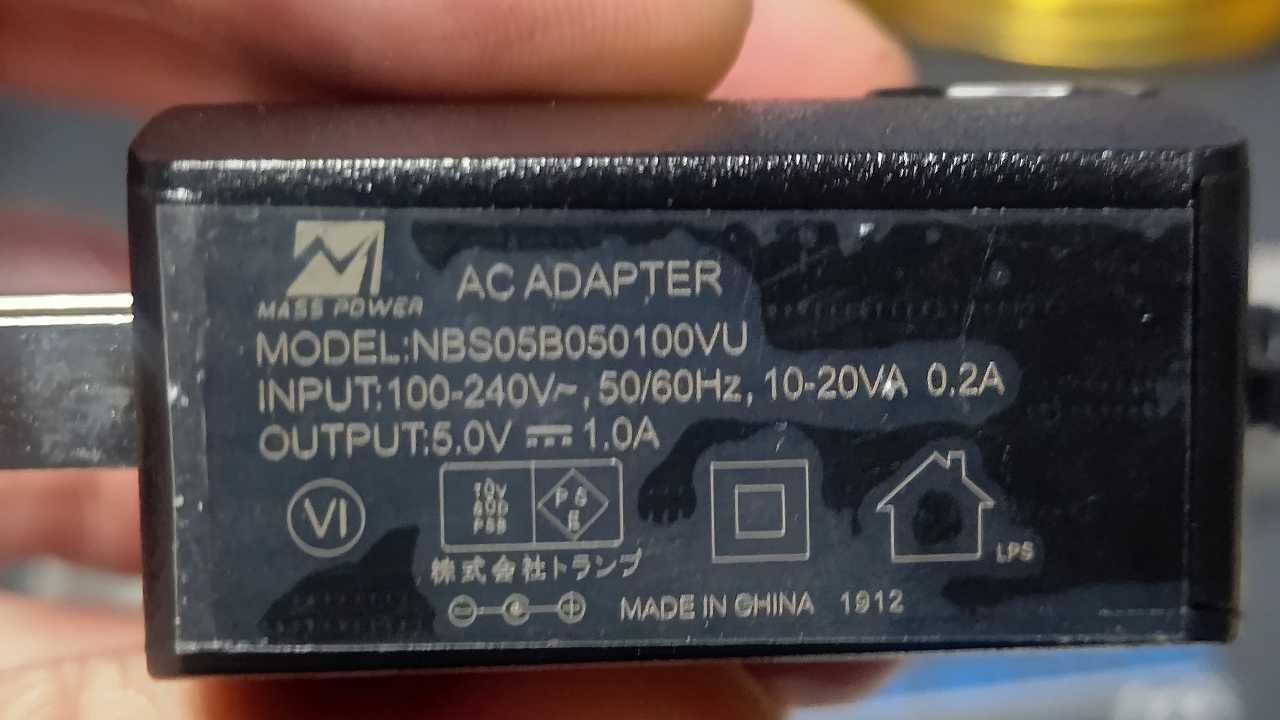 MASS POWER
AC ADAPTER
MODEL:NBS05B050100VU
INPUT:100-240V~, 50/60Hz, 10-20VA 0.2A
OUTPUT:5.0V ⎓ 1.0A
VI
PS
E
LPS
株式会社トランプ
MADE IN CHINA 1912